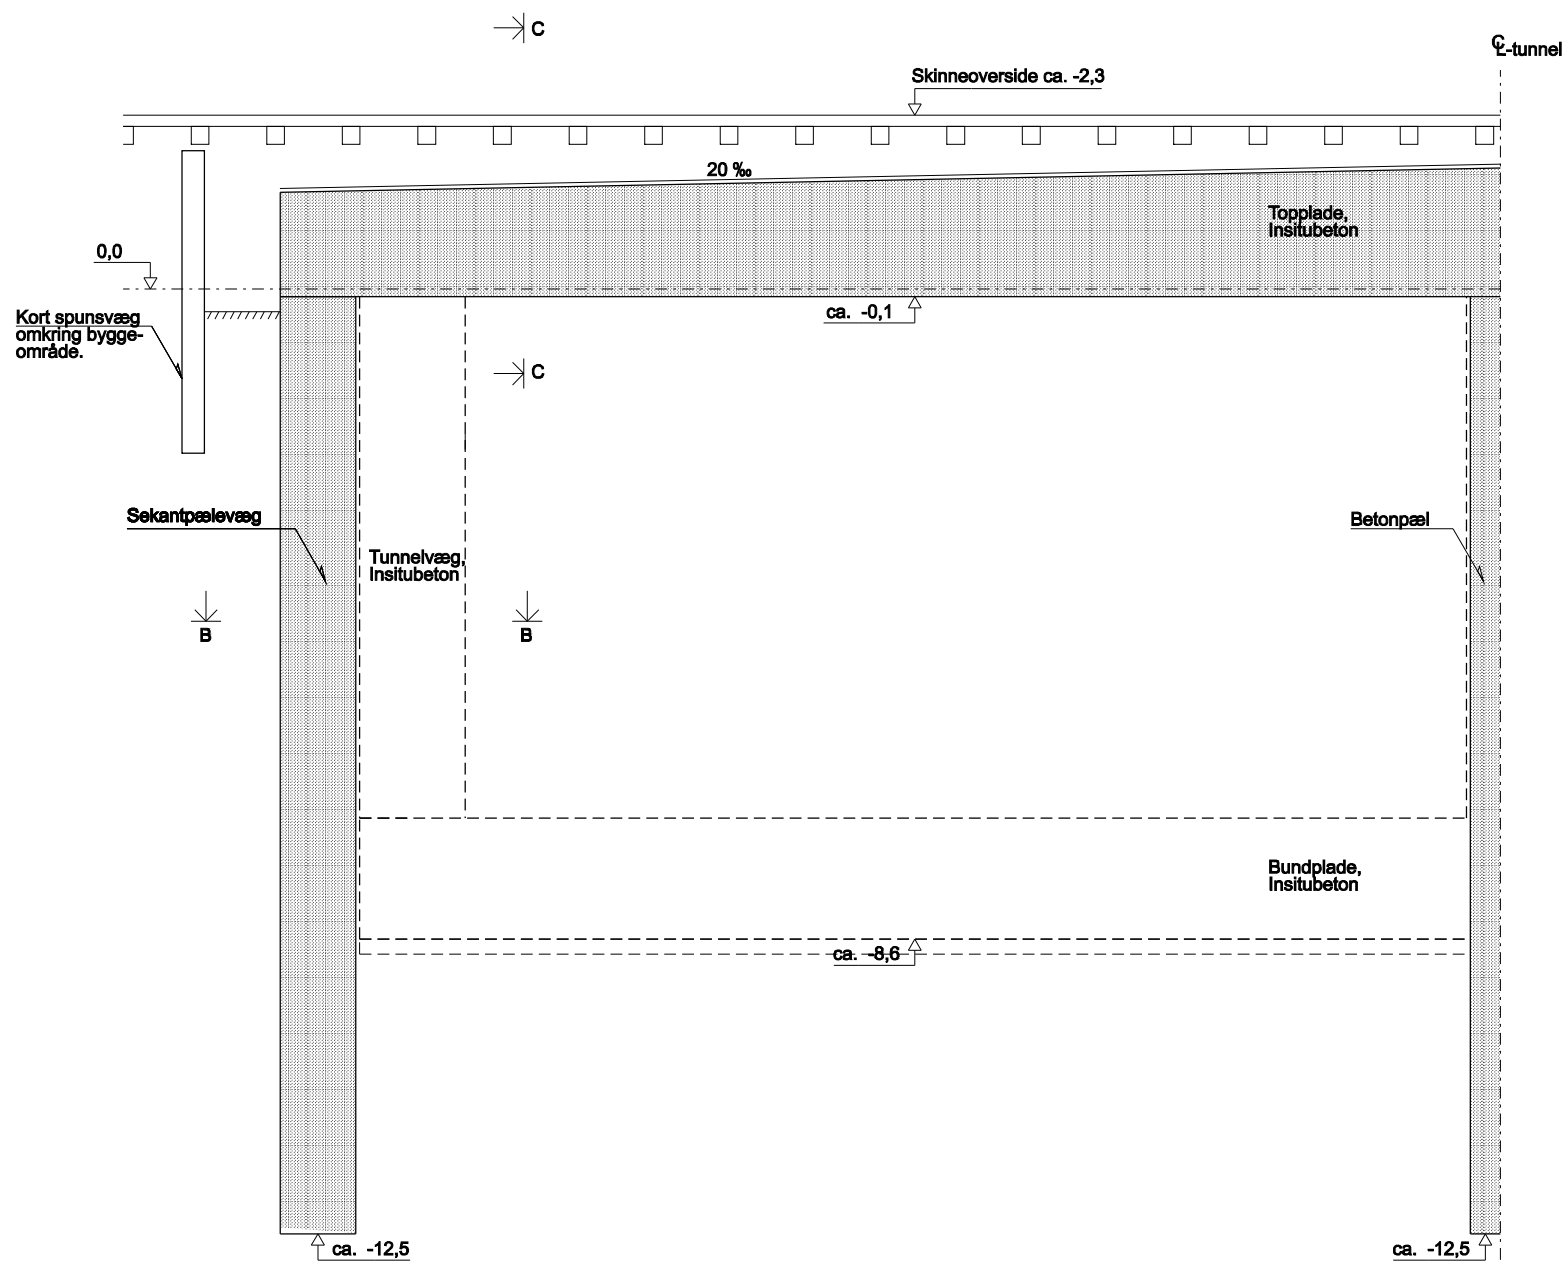 C
℄-tunnel
Skinneoverside ca. -2,3
20 ‰
Topplade,
Insitubeton
0,0
Kort spunsvæg
omkring bygge-
område.
ca. -0,1
C
Sekantpælevæg
Betonpæl
Tunnelvæg,
Insitubeton
B
B
Bundplade,
Insitubeton
ca. -8,6
ca. -12,5
ca. -12,5